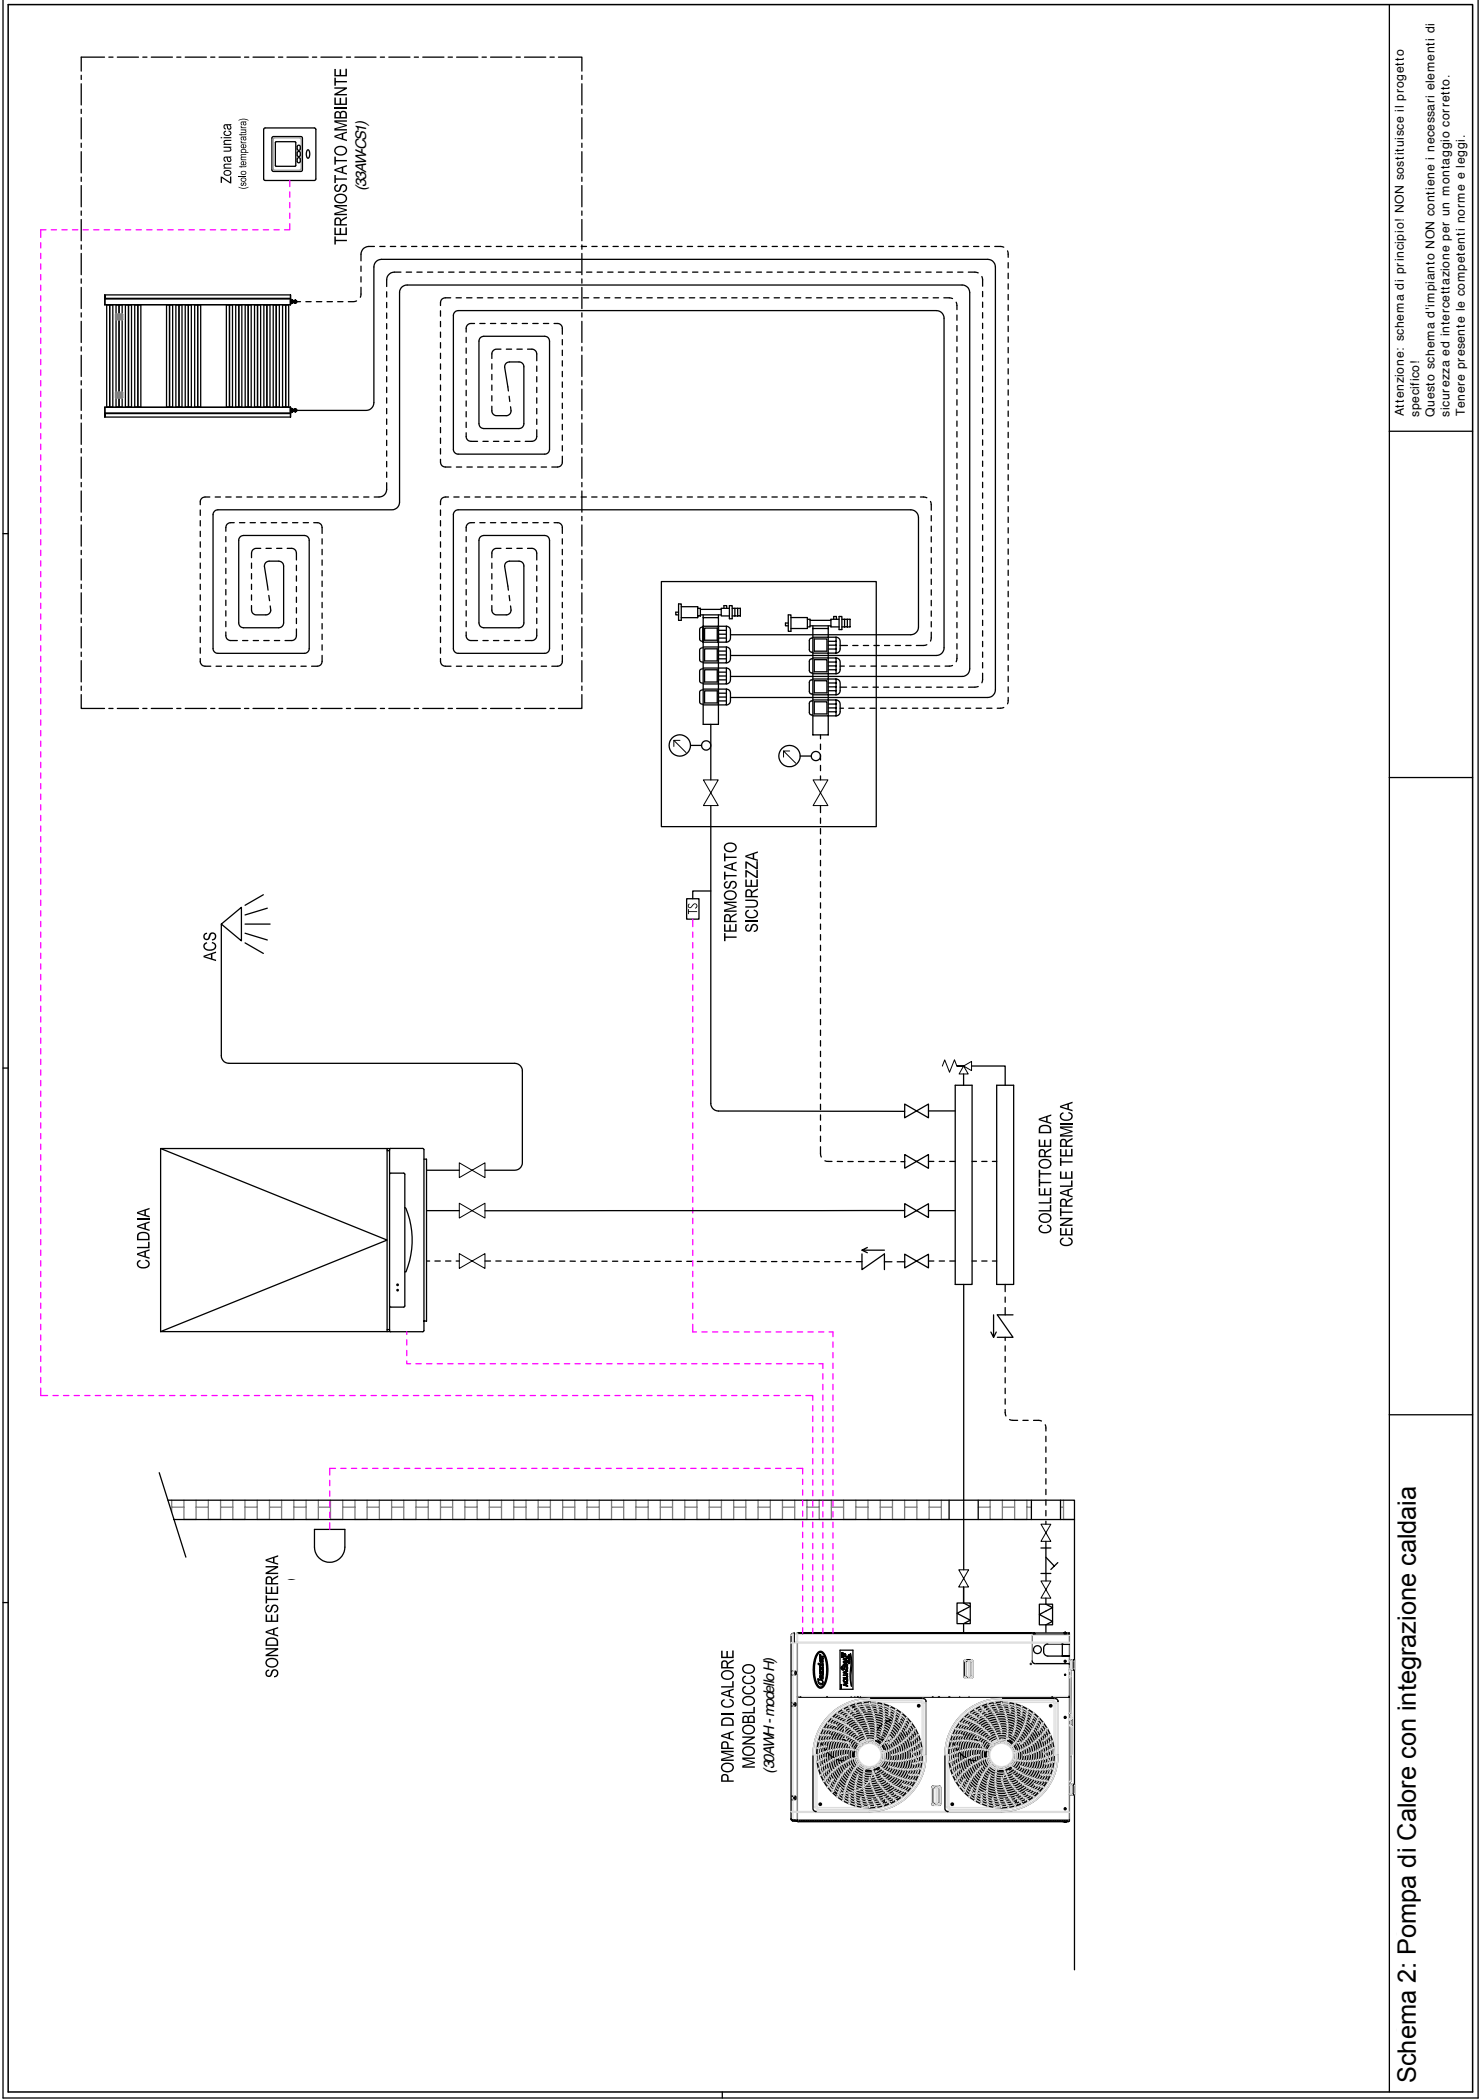 SONDA ESTERNA
POMPA DI CALORE
MONOBLOCCO
(30AWH - modello H)
Carrier
CALDAIA
ACS
COLLETTORE DA
CENTRALE TERMICA
TS
TERMOSTATO
SICUREZZA
Zona unica
(solo temperatura)
TERMOSTATO AMBIENTE
(33AW-CS1)
Schema 2: Pompa di Calore con integrazione caldaia
Attenzione: schema di principio! NON sostituisce il progetto
specifico!
Questo schema d'impianto NON contiene i necessari elementi di
sicurezza ed intercettazione per un montaggio corretto.
Tenere presente le competenti norme e leggi.